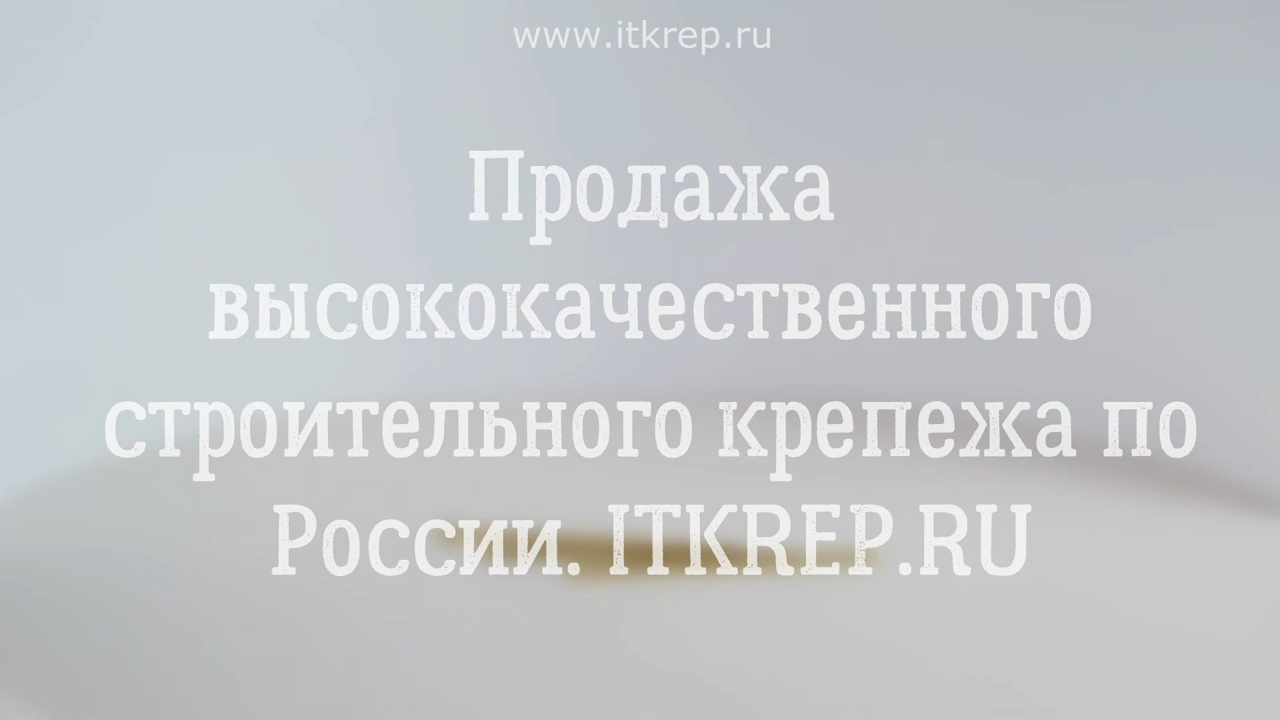 www.itkrep.ru
Продажа
высококачественного
строительного крепежа по
России. ITKREP.RU